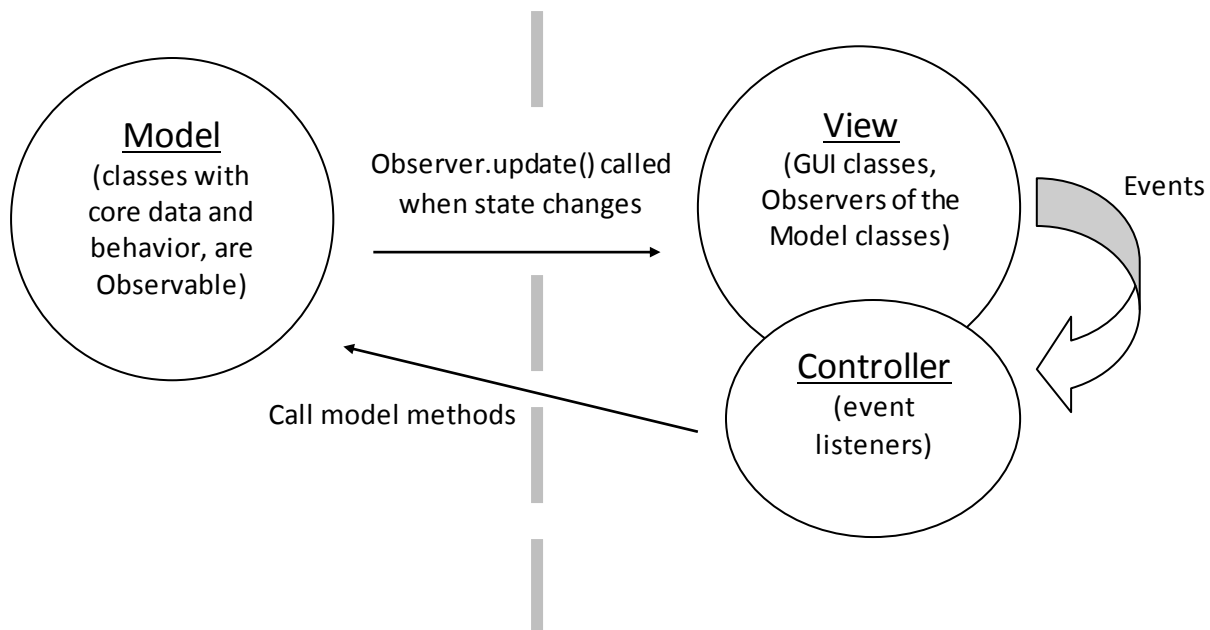 Model
(classes with
core data and
behavior, are
Observable)
Observer.update() called
when state changes
View
(GUI classes,
Observers of the
Model classes)
Events
Controller
(event
listeners)
Call model methods